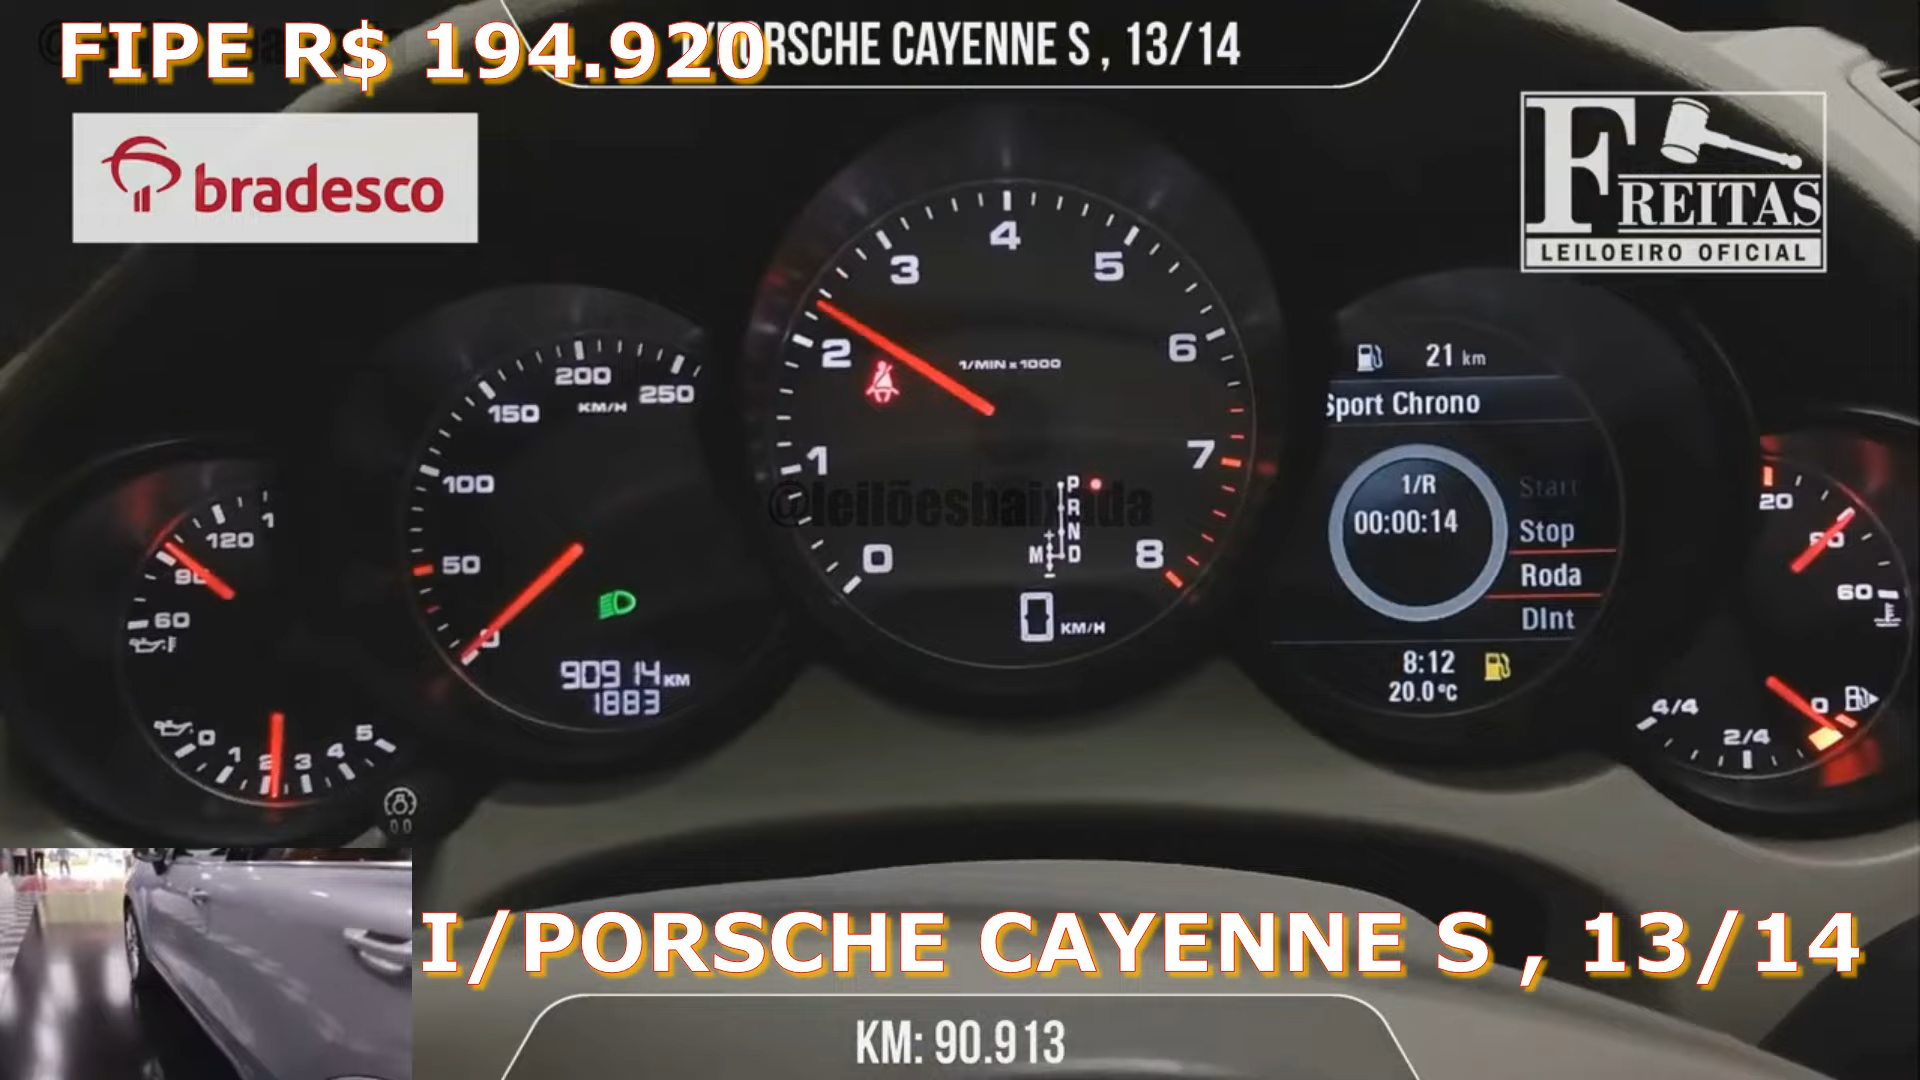 FIPE R$ 194.920
/PORSCHE CAYENNE S , 13/14
bradesco
FREITAS
LEILOEIRO OFICIAL
4
3
5
2
6
1/MIN x 1000
1
7
0
8
P
R
N
M D
+
-
0 KM/H
@leilõesbaixada
200
150
250
KM/H
100
50
0
90914 KM
1883
120
90
60
0 1 2 3 4 5
21 km
Sport Chrono
1/R
00:00:14
Start
Stop
Roda
DInt
8:12
20.0°C
60
0
4/4
2/4
I/PORSCHE CAYENNE S , 13/14
KM: 90.913